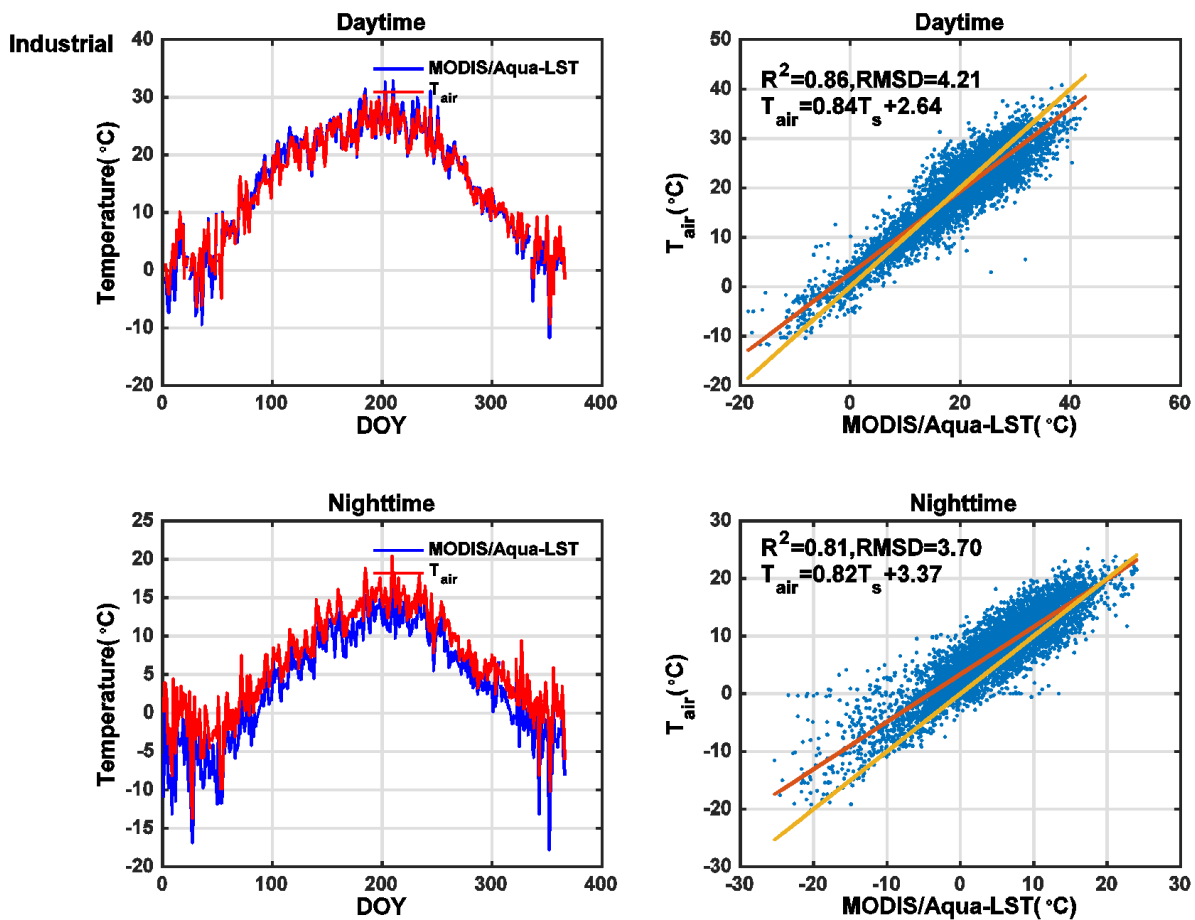 Industrial
Daytime
MODIS/Aqua-LST
T_air
Temperature(°C)
40
30
20
10
0
-10
-20
0
100
200
300
400
DOY
Daytime
R²=0.86,RMSD=4.21
T_air=0.84T_s+2.64
T_air(°C)
50
40
30
20
10
0
-10
-20
-20
0
20
40
60
MODIS/Aqua-LST(°C)
Nighttime
MODIS/Aqua-LST
T_air
Temperature(°C)
25
20
15
10
5
0
-5
-10
-15
-20
0
100
200
300
400
DOY
Nighttime
R²=0.81,RMSD=3.70
T_air=0.82T_s+3.37
T_air(°C)
30
20
10
0
-10
-20
-30
-30
-20
-10
0
10
20
30
MODIS/Aqua-LST(°C)